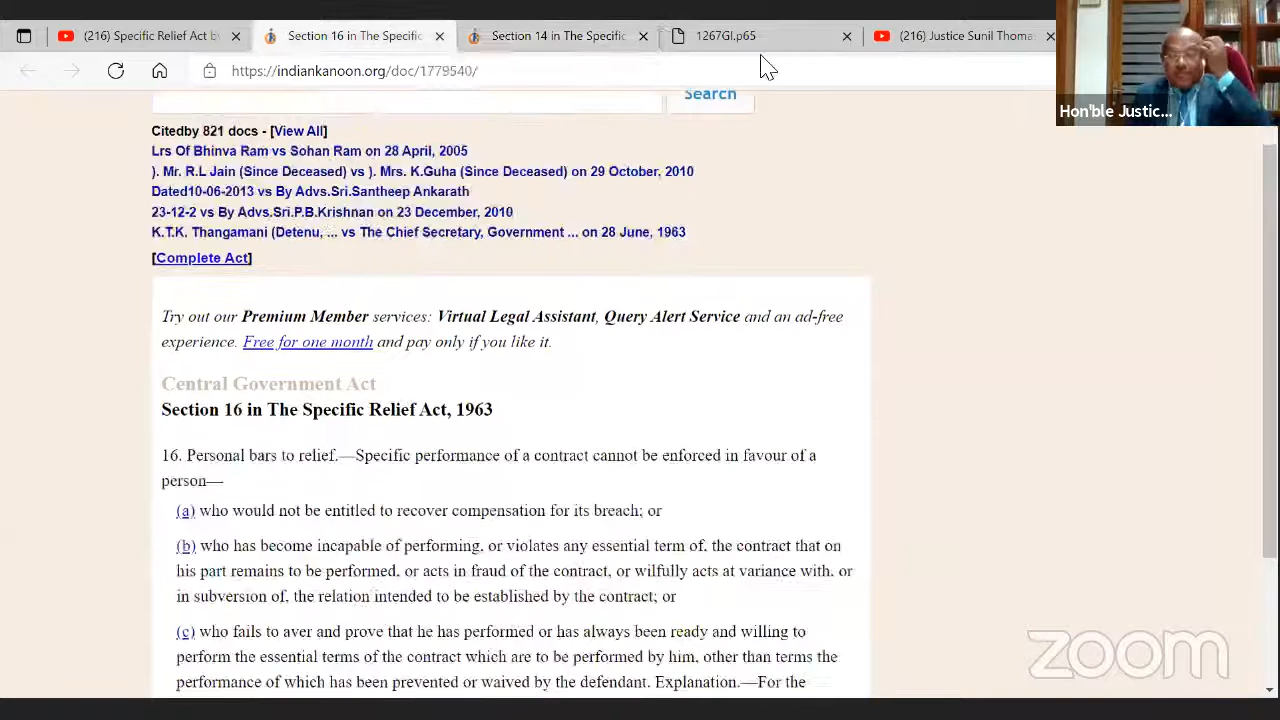 (216) Specific Relief Act b
Section 16 in The Specific
Section 14 in The Specific
1267GI.p65
(216) Justice Sunil Thoma
https://indiankanoon.org/doc/1779540/
Hon'ble Justic...
Search
Citedby 821 docs - [View All]
Lrs Of Bhinva Ram vs Sohan Ram on 28 April, 2005
). Mr. R.L Jain (Since Deceased) vs ). Mrs. K.Guha (Since Deceased) on 29 October, 2010
Dated10-06-2013 vs By Advs.Sri.Santheep Ankarath
23-12-2 vs By Advs.Sri.P.B.Krishnan on 23 December, 2010
K.T.K. Thangamani (Detenu, ... vs The Chief Secretary, Government ... on 28 June, 1963
[Complete Act]
Try out our Premium Member services: Virtual Legal Assistant, Query Alert Service and an ad-free
experience. Free for one month and pay only if you like it.
Central Government Act
Section 16 in The Specific Relief Act, 1963
16. Personal bars to relief.—Specific performance of a contract cannot be enforced in favour of a
person—
(a) who would not be entitled to recover compensation for its breach; or
(b) who has become incapable of performing, or violates any essential term of, the contract that on
his part remains to be performed, or acts in fraud of the contract, or wilfully acts at variance with, or
in subversion of, the relation intended to be established by the contract; or
(c) who fails to aver and prove that he has performed or has always been ready and willing to
perform the essential terms of the contract which are to be performed by him, other than terms the
performance of which has been prevented or waived by the defendant. Explanation.—For the
zoom